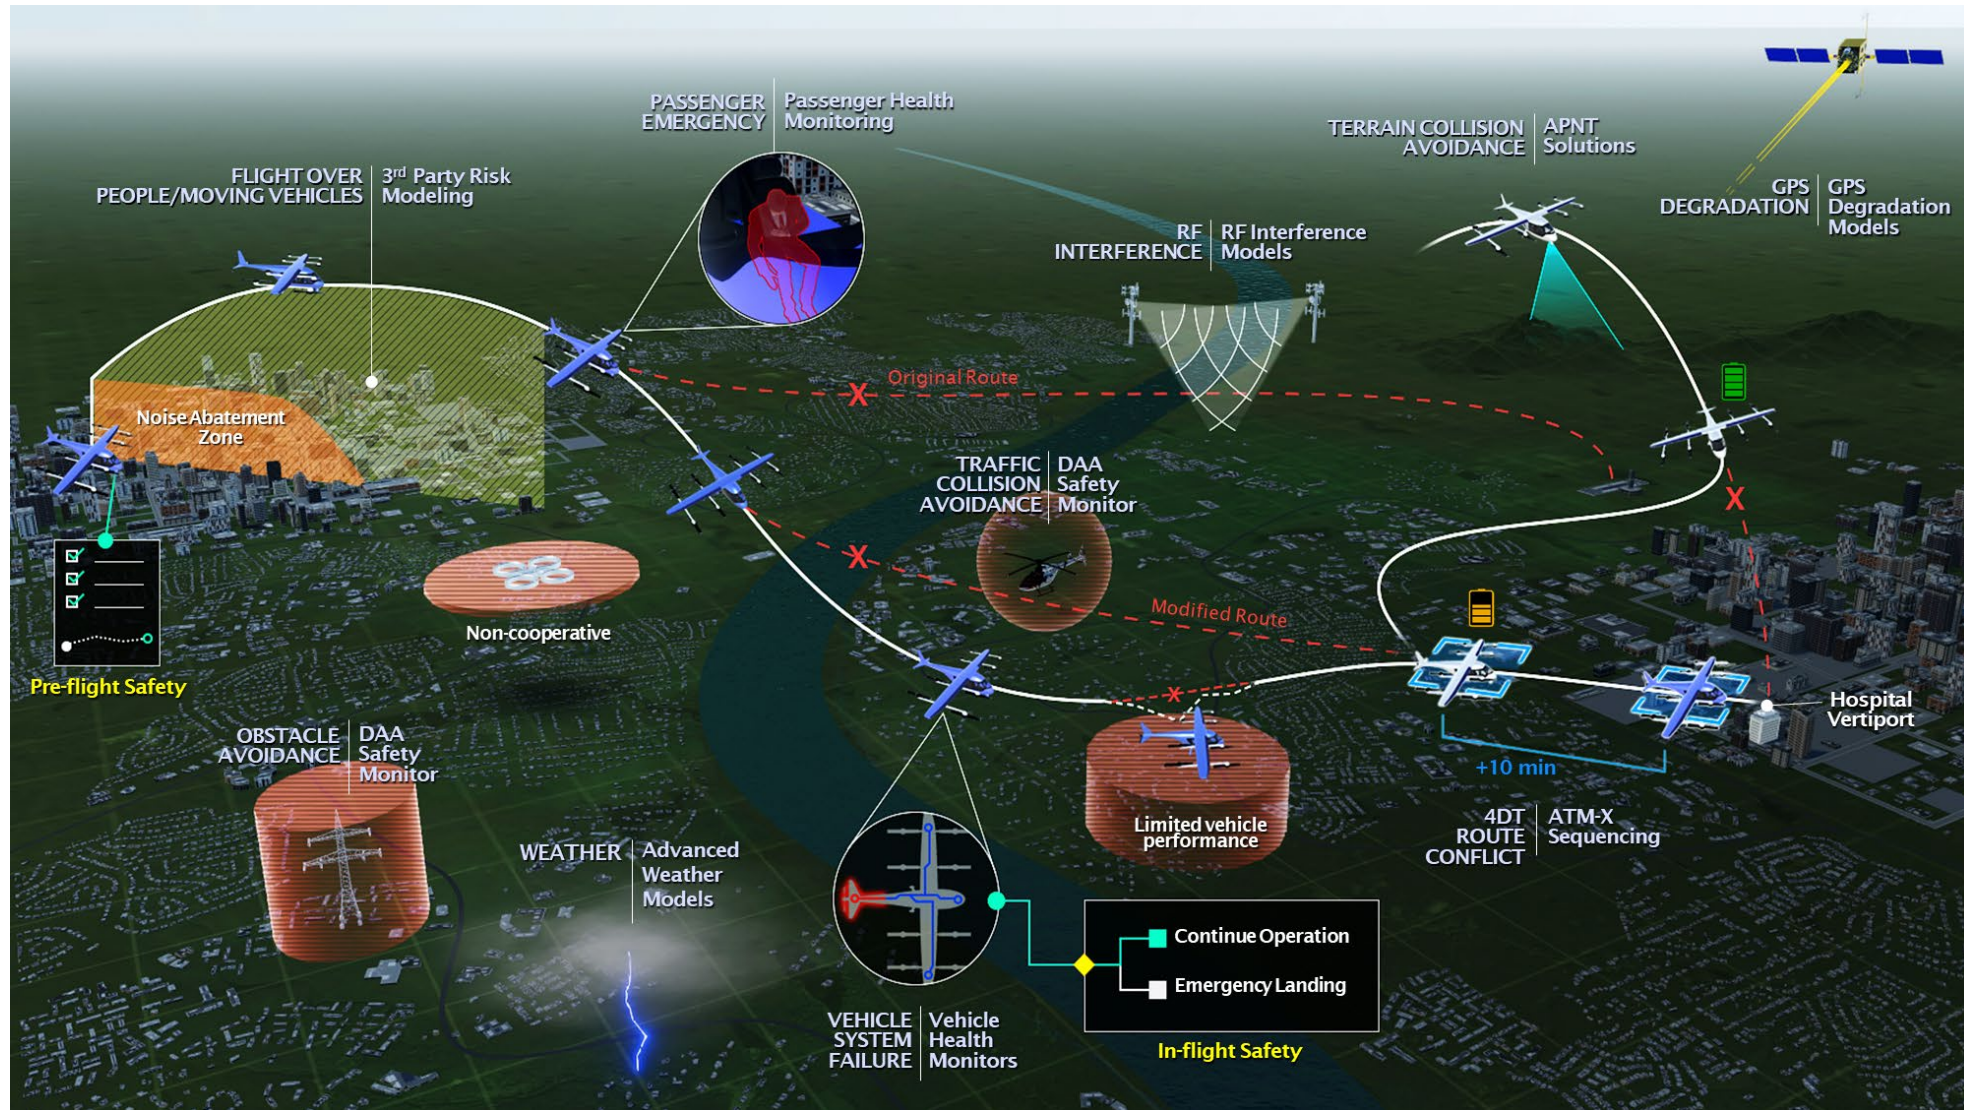 PASSENGER
EMERGENCY
Passenger Health
Monitoring
TERRAIN COLLISION
AVOIDANCE
APNT
Solutions
FLIGHT OVER
PEOPLE/MOVING VEHICLES
3rd Party Risk
Modeling
GPS
DEGRADATION
GPS
Degradation
Models
RF
INTERFERENCE
RF Interference
Models
Original Route
X
Noise Abatement
Zone
TRAFFIC
COLLISION
AVOIDANCE
DAA
Safety
Monitor
X
X
Modified Route
Non-cooperative
Pre-flight Safety
X
Hospital
Vertiport
OBSTACLE
AVOIDANCE
DAA
Safety
Monitor
+10 min
Limited vehicle
performance
4DT
ROUTE
CONFLICT
ATM-X
Sequencing
WEATHER
Advanced
Weather
Models
Continue Operation
Emergency Landing
VEHICLE
SYSTEM
FAILURE
Vehicle
Health
Monitors
In-flight Safety